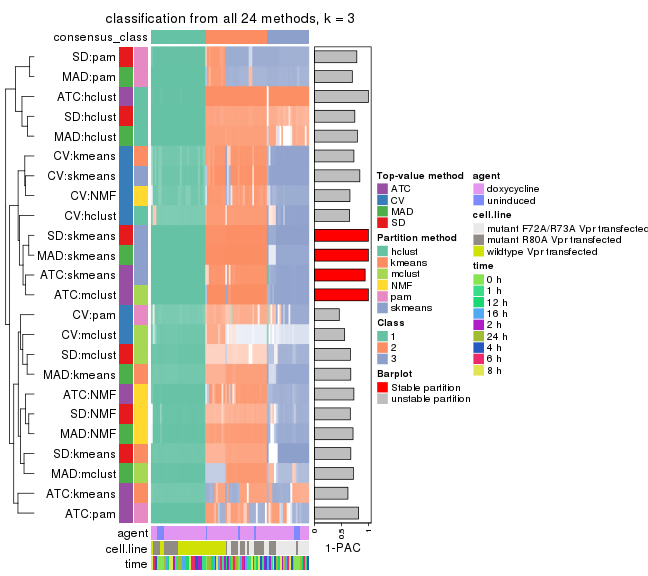 classification from all 24 methods, k = 3
consensus_class
SD:pam
MAD:pam
ATC:hclust
SD:hclust
MAD:hclust
CV:kmeans
CV:skmeans
CV:NMF
CV:hclust
SD:skmeans
MAD:skmeans
ATC:skmeans
ATC:mclust
CV:pam
CV:mclust
SD:mclust
MAD:kmeans
ATC:NMF
SD:NMF
MAD:NMF
SD:kmeans
MAD:mclust
ATC:kmeans
ATC:pam
agent
cell.line
time
0
0.5
1
1-PAC
Top-value method
ATC
CV
MAD
SD
Partition method
hclust
kmeans
mclust
NMF
pam
skmeans
Class
1
2
3
Barplot
Stable partition
unstable partition
agent
doxycycline
uninduced
cell.line
mutant F72A/R73A Vpr transfected
mutant R80A Vpr transfected
wildtype Vpr transfected
time
0 h
1 h
12 h
16 h
2 h
24 h
4 h
6 h
8 h